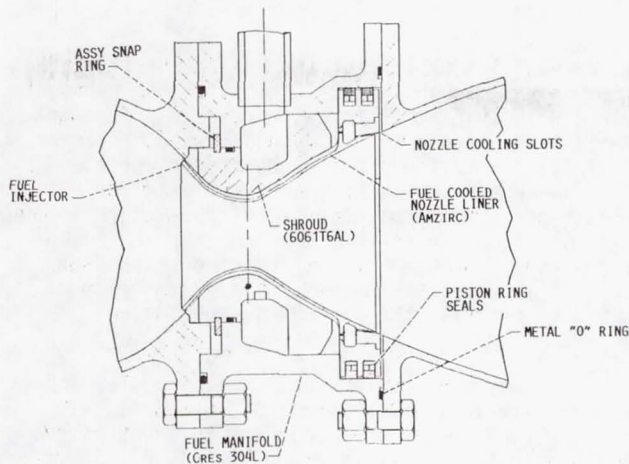 ASSY SNAP
RING
NOZZLE COOLING SLOTS
FUEL
INJECTOR
FUEL COOLED
NOZZLE LINER
(AMZIRC)
SHROUD
(6061T6AL)
PISTON RING
SEALS
METAL "O" RING
FUEL MANIFOLD
(CRES 304L)